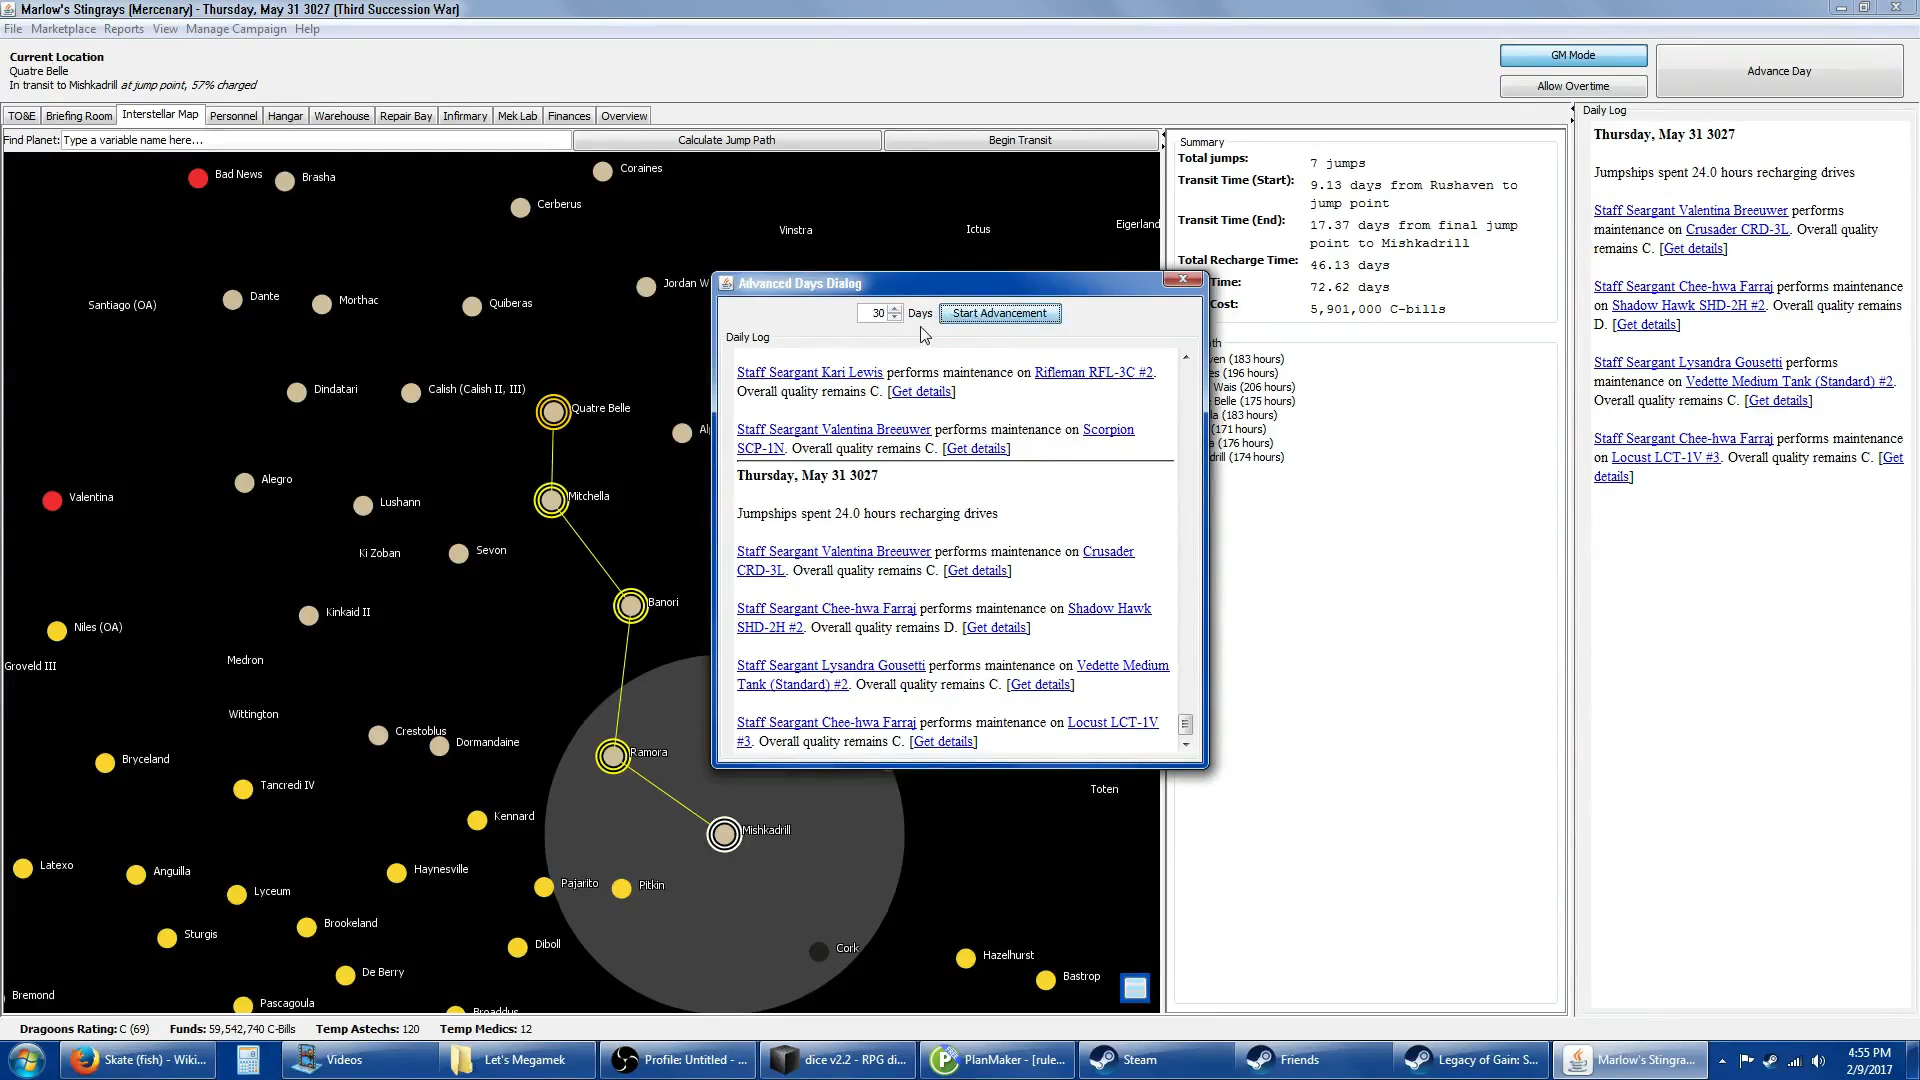 Marlow's Stingrays (Mercenary) - Thursday, May 31 3027 (Third Succession War)
File Marketplace Reports View Manage Campaign Help
Current Location
Quatre Belle
In transit to Mishkadrill at jump point, 57% charged
GM Mode
Allow Overtime
Advance Day
TO&E Briefing Room Interstellar Map Personnel Hangar Warehouse Repair Bay Infirmary Mek Lab Finances Overview
Find Planet: Type a variable name here... Calculate Jump Path Begin Transit
Bad News
Brasha
Coraines
Cerberus
Vinstra
Ictus
Eigerland
Santiago (OA)
Dante
Morthac
Quiberas
Jordan W
Dindatari
Calish (Calish II, III)
Quatre Belle
Al
Valentina
Alegro
Lushann
Mitchella
Ki Zoban
Sevon
Niles (OA)
Kinkaid II
Banori
Groveld III
Medron
Wittington
Crestoblus
Dormandaine
Ramora
Bryceland
Tancredi IV
Kennard
Toten
Mishkadrill
Latexo
Anguilla
Haynesville
Lyceum
Pajarito
Pitkin
Sturgis
Brookeland
Diboll
Cork
Hazelhurst
De Berry
Bastrop
Bremond
Pascagoula
Broaddus
Advanced Days Dialog
30 Days Start Advancement
Daily Log
Staff Seargant Kari Lewis performs maintenance on Rifleman RFL-3C #2.
Overall quality remains C. [Get details]
Staff Seargant Valentina Breeuwer performs maintenance on Scorpion
SCP-1N. Overall quality remains C. [Get details]
Thursday, May 31 3027
Jumpships spent 24.0 hours recharging drives
Staff Seargant Valentina Breeuwer performs maintenance on Crusader
CRD-3L. Overall quality remains C. [Get details]
Staff Seargant Chee-hwa Farraj performs maintenance on Shadow Hawk
SHD-2H #2. Overall quality remains D. [Get details]
Staff Seargant Lysandra Gousetti performs maintenance on Vedette Medium
Tank (Standard) #2. Overall quality remains C. [Get details]
Staff Seargant Chee-hwa Farraj performs maintenance on Locust LCT-1V
#3. Overall quality remains C. [Get details]
Summary
Total jumps: 7 jumps
Transit Time (Start): 9.13 days from Rushaven to
jump point
Transit Time (End): 17.37 days from final jump
point to Mishkadrill
Total Recharge Time: 46.13 days
Time: 72.62 days
Cost: 5,901,000 C-bills
th
ven (183 hours)
es (196 hours)
Wais (206 hours)
Belle (175 hours)
la (183 hours)
(171 hours)
a (176 hours)
drill (174 hours)
Daily Log
Thursday, May 31 3027
Jumpships spent 24.0 hours recharging drives
Staff Seargant Valentina Breeuwer performs
maintenance on Crusader CRD-3L. Overall quality
remains C. [Get details]
Staff Seargant Chee-hwa Farraj performs maintenance
on Shadow Hawk SHD-2H #2. Overall quality remains
D. [Get details]
Staff Seargant Lysandra Gousetti performs
maintenance on Vedette Medium Tank (Standard) #2.
Overall quality remains C. [Get details]
Staff Seargant Chee-hwa Farraj performs maintenance
on Locust LCT-1V #3. Overall quality remains C. [Get
details]
Dragoons Rating: C (69) Funds: 59,542,740 C-Bills Temp Astechs: 120 Temp Medics: 12
Skate (fish) - Wiki... Videos Let's Megamek Profile: Untitled - ... dice v2.2 - RPG di... PlanMaker - [rule... Steam Friends Legacy of Gain: S... Marlow's Stingra...
4:55 PM
2/9/2017